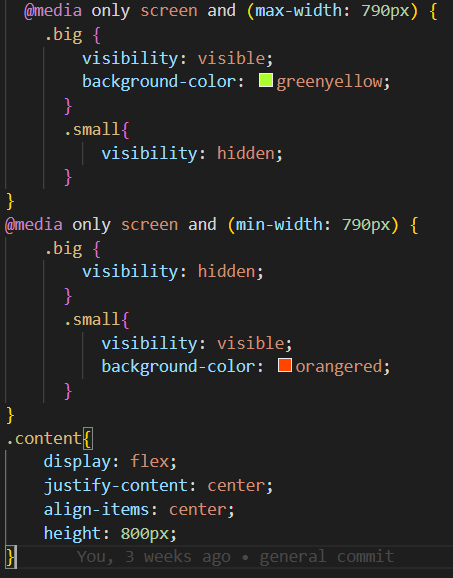 @media only screen and (max-width: 790px) {
.big {
visibility: visible;
background-color: greenyellow;
}
.small{
visibility: hidden;
}
}
@media only screen and (min-width: 790px) {
.big {
visibility: hidden;
}
.small{
visibility: visible;
background-color: orangered;
}
}
.content{
display: flex;
justify-content: center;
align-items: center;
height: 800px;
} You, 3 weeks ago • general commit